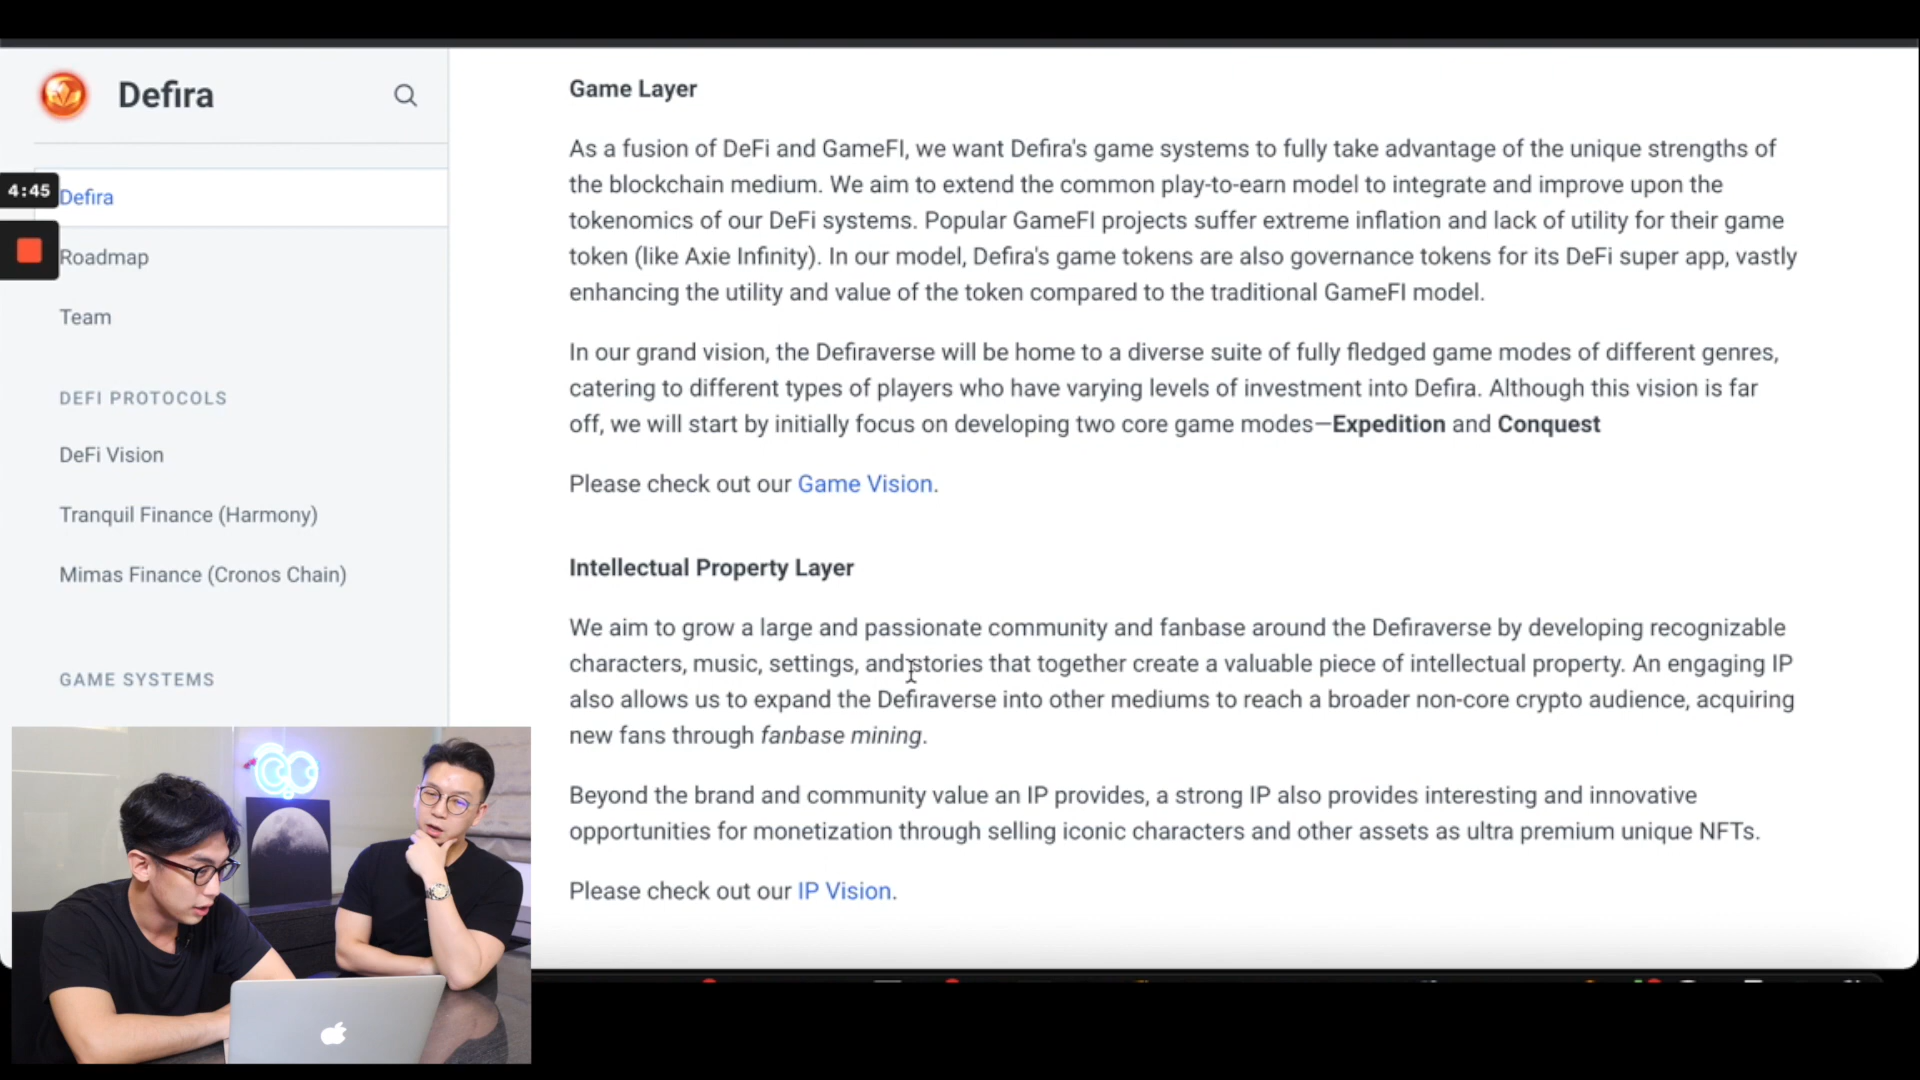 Defira
4:45
Defira
Roadmap
Team
DEFI PROTOCOLS
DeFi Vision
Tranquil Finance (Harmony)
Mimas Finance (Cronos Chain)
GAME SYSTEMS
Game Layer
As a fusion of DeFi and GameFI, we want Defira's game systems to fully take advantage of the unique strengths of
the blockchain medium. We aim to extend the common play-to-earn model to integrate and improve upon the
tokenomics of our DeFi systems. Popular GameFI projects suffer extreme inflation and lack of utility for their game
token (like Axie Infinity). In our model, Defira's game tokens are also governance tokens for its DeFi super app, vastly
enhancing the utility and value of the token compared to the traditional GameFI model.
In our grand vision, the Defiraverse will be home to a diverse suite of fully fledged game modes of different genres,
catering to different types of players who have varying levels of investment into Defira. Although this vision is far
off, we will start by initially focus on developing two core game modes—Expedition and Conquest
Please check out our Game Vision.
Intellectual Property Layer
We aim to grow a large and passionate community and fanbase around the Defiraverse by developing recognizable
characters, music, settings, and stories that together create a valuable piece of intellectual property. An engaging IP
also allows us to expand the Defiraverse into other mediums to reach a broader non-core crypto audience, acquiring
new fans through fanbase mining.
Beyond the brand and community value an IP provides, a strong IP also provides interesting and innovative
opportunities for monetization through selling iconic characters and other assets as ultra premium unique NFTs.
Please check out our IP Vision.